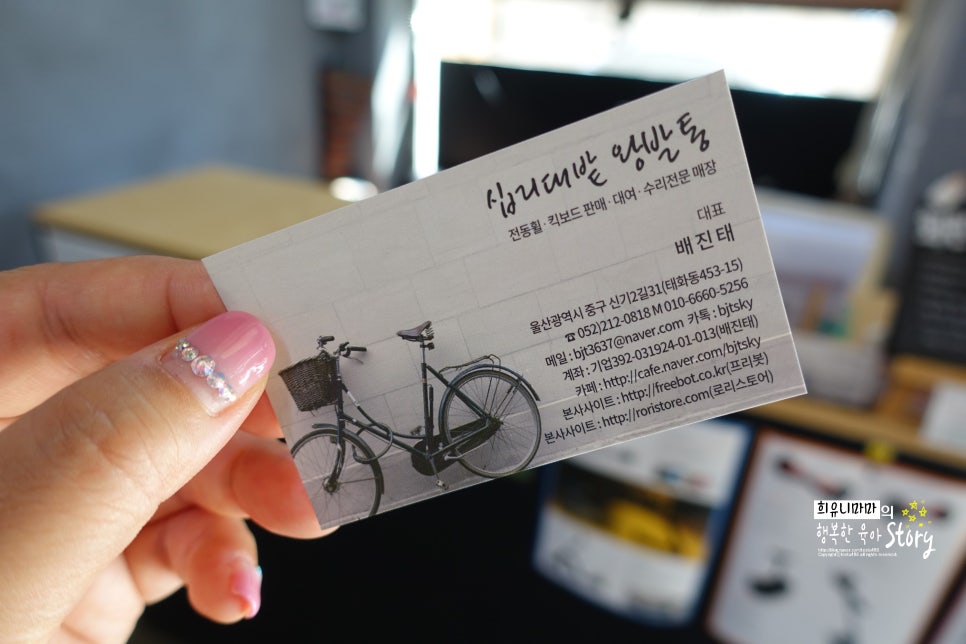 십리대밭 왕발통
전동휠 · 킥보드 판매 · 대여 · 수리전문 매장
대표
배 진 태
울산광역시 중구 신기2길31(태화동453-15)
☎ 052)212-0818 M 010-6660-5256
메일 : bjt3637@naver.com 카톡 : bjtsky
계좌 : 기업392-031924-01-013(배진태)
카페 : http://cafe.naver.com/bjtsky
본사사이트 : http://freebot.co.kr(프리봇)
본사사이트 : http://roristore.com(로리스토어)
희유니마마의
행복한 육아 Story